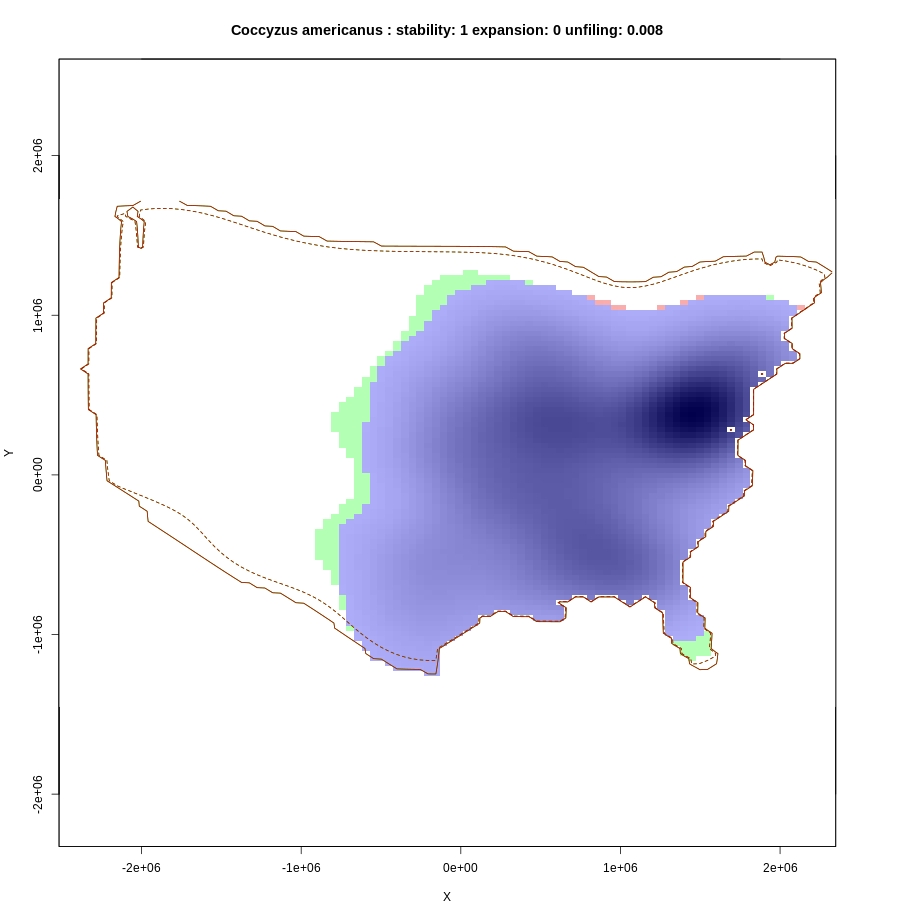 Coccyzus americanus : stability: 1 expansion: 0 unfiling: 0.008
2e+06
1e+06
0e+00
-1e+06
-2e+06
Y
-2e+06 -1e+06 0e+00 1e+06 2e+06
X